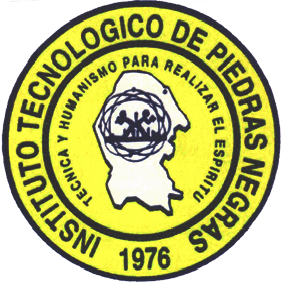 INSTITUTO TECNOLOGICO DE PIEDRAS NEGRAS
TECNICA Y HUMANISMO PARA REALIZAR EL ESPIRITU
1976